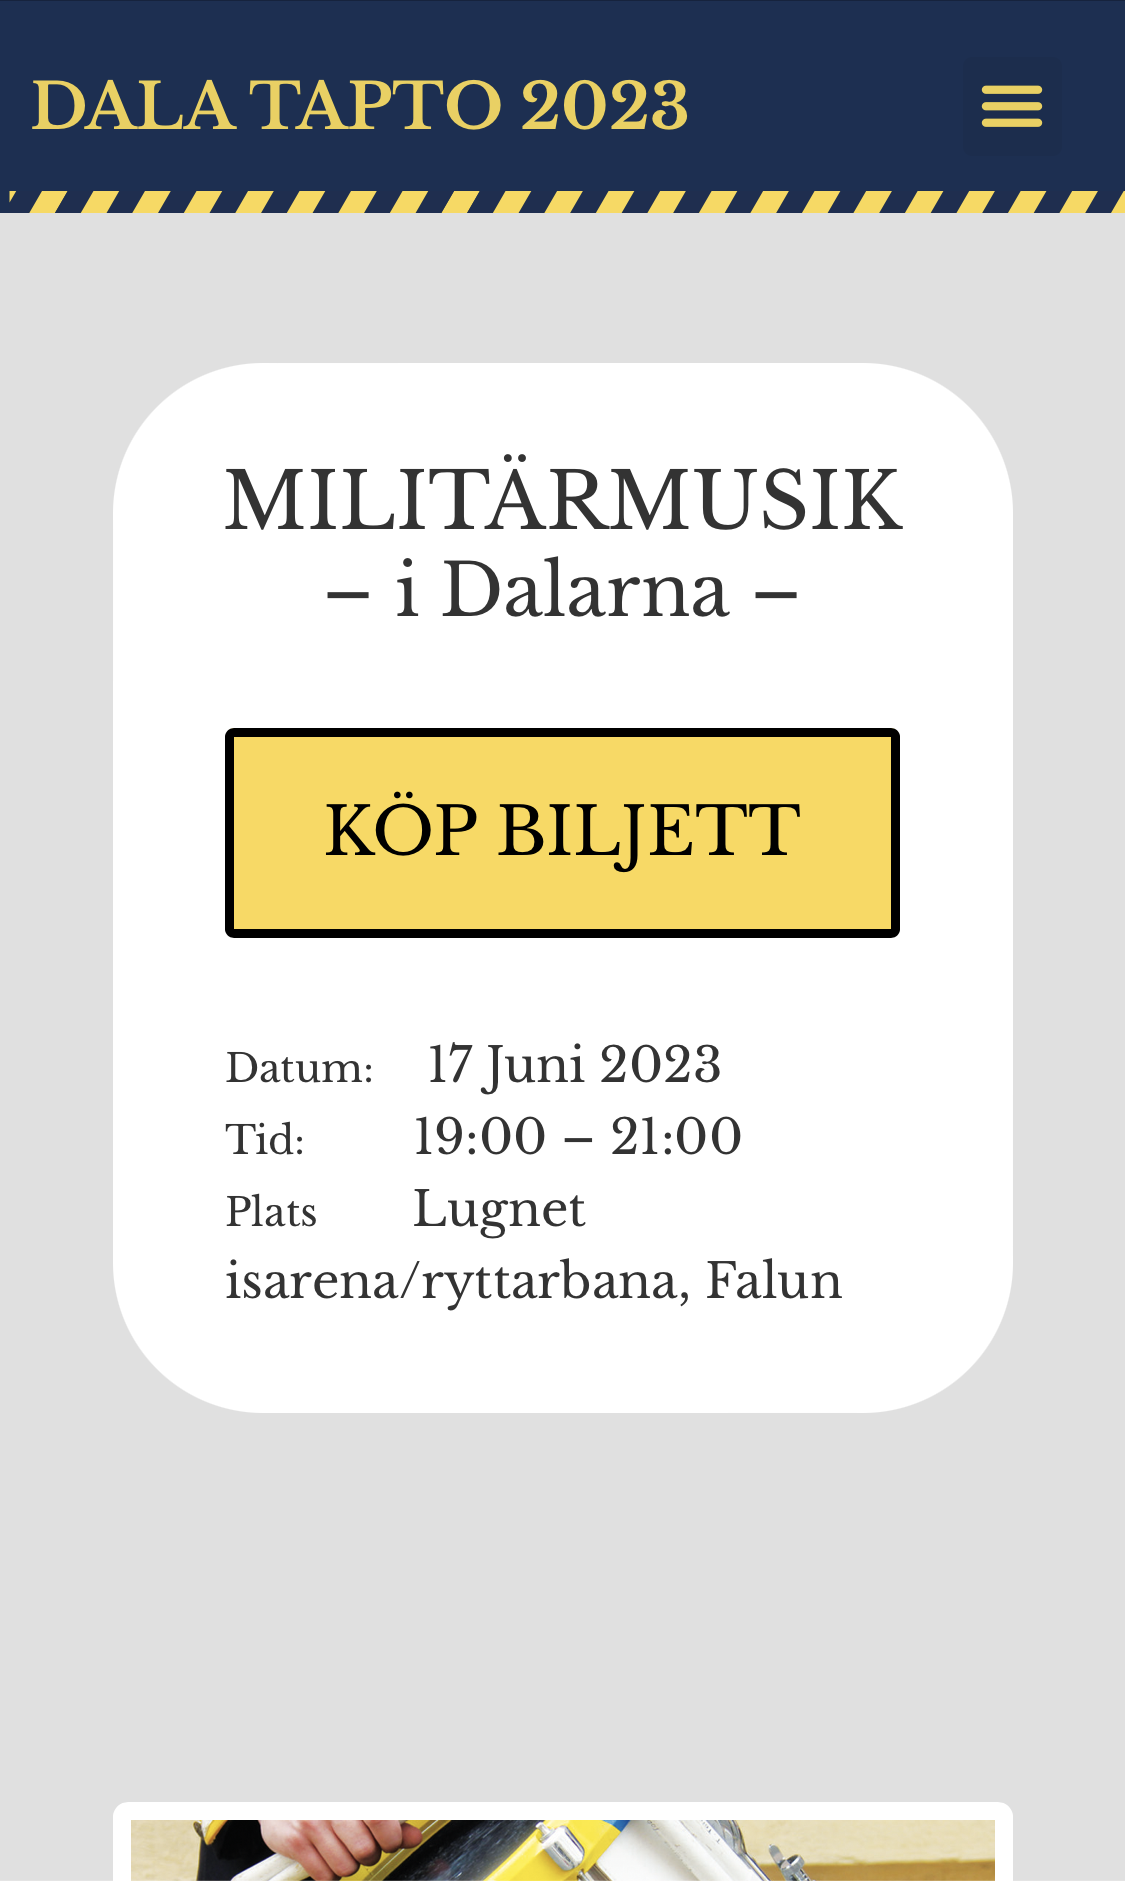 DALA TAPTO 2023
MILITÄRMUSIK
– i Dalarna –
KÖP BILJETT
Datum: 17 Juni 2023
Tid: 19:00 – 21:00
Plats Lugnet
isarena/ryttarbana, Falun